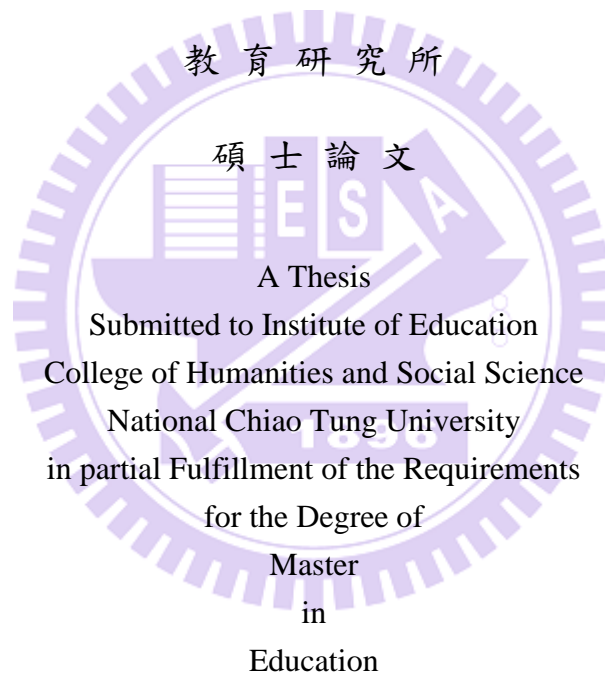 教 育 研 究 所
碩 士 論 文
E S A
A Thesis
Submitted to Institute of Education
College of Humanities and Social Science
National Chiao Tung University
1896
in partial Fulfillment of the Requirements
for the Degree of
Master
in
Education